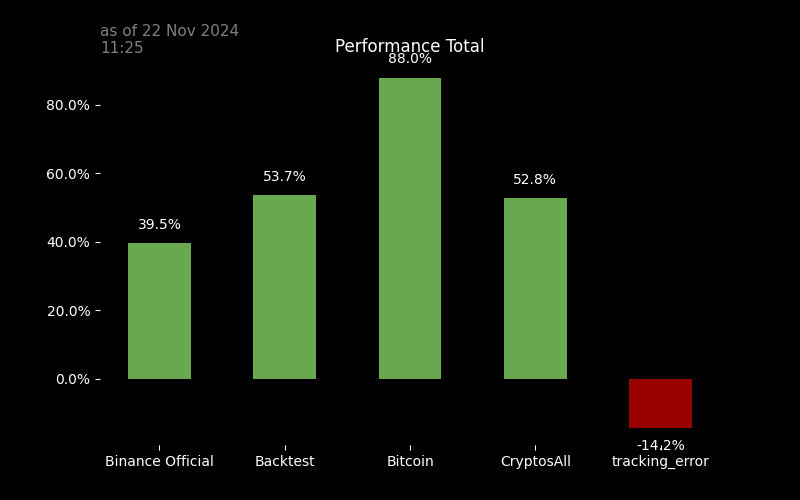 as of 22 Nov 2024
11:25
Performance Total
88.0%
80.0%
60.0%
53.7%
52.8%
40.0%
39.5%
20.0%
0.0%
-14.2%
Binance Official
Backtest
Bitcoin
CryptosAll
tracking_error